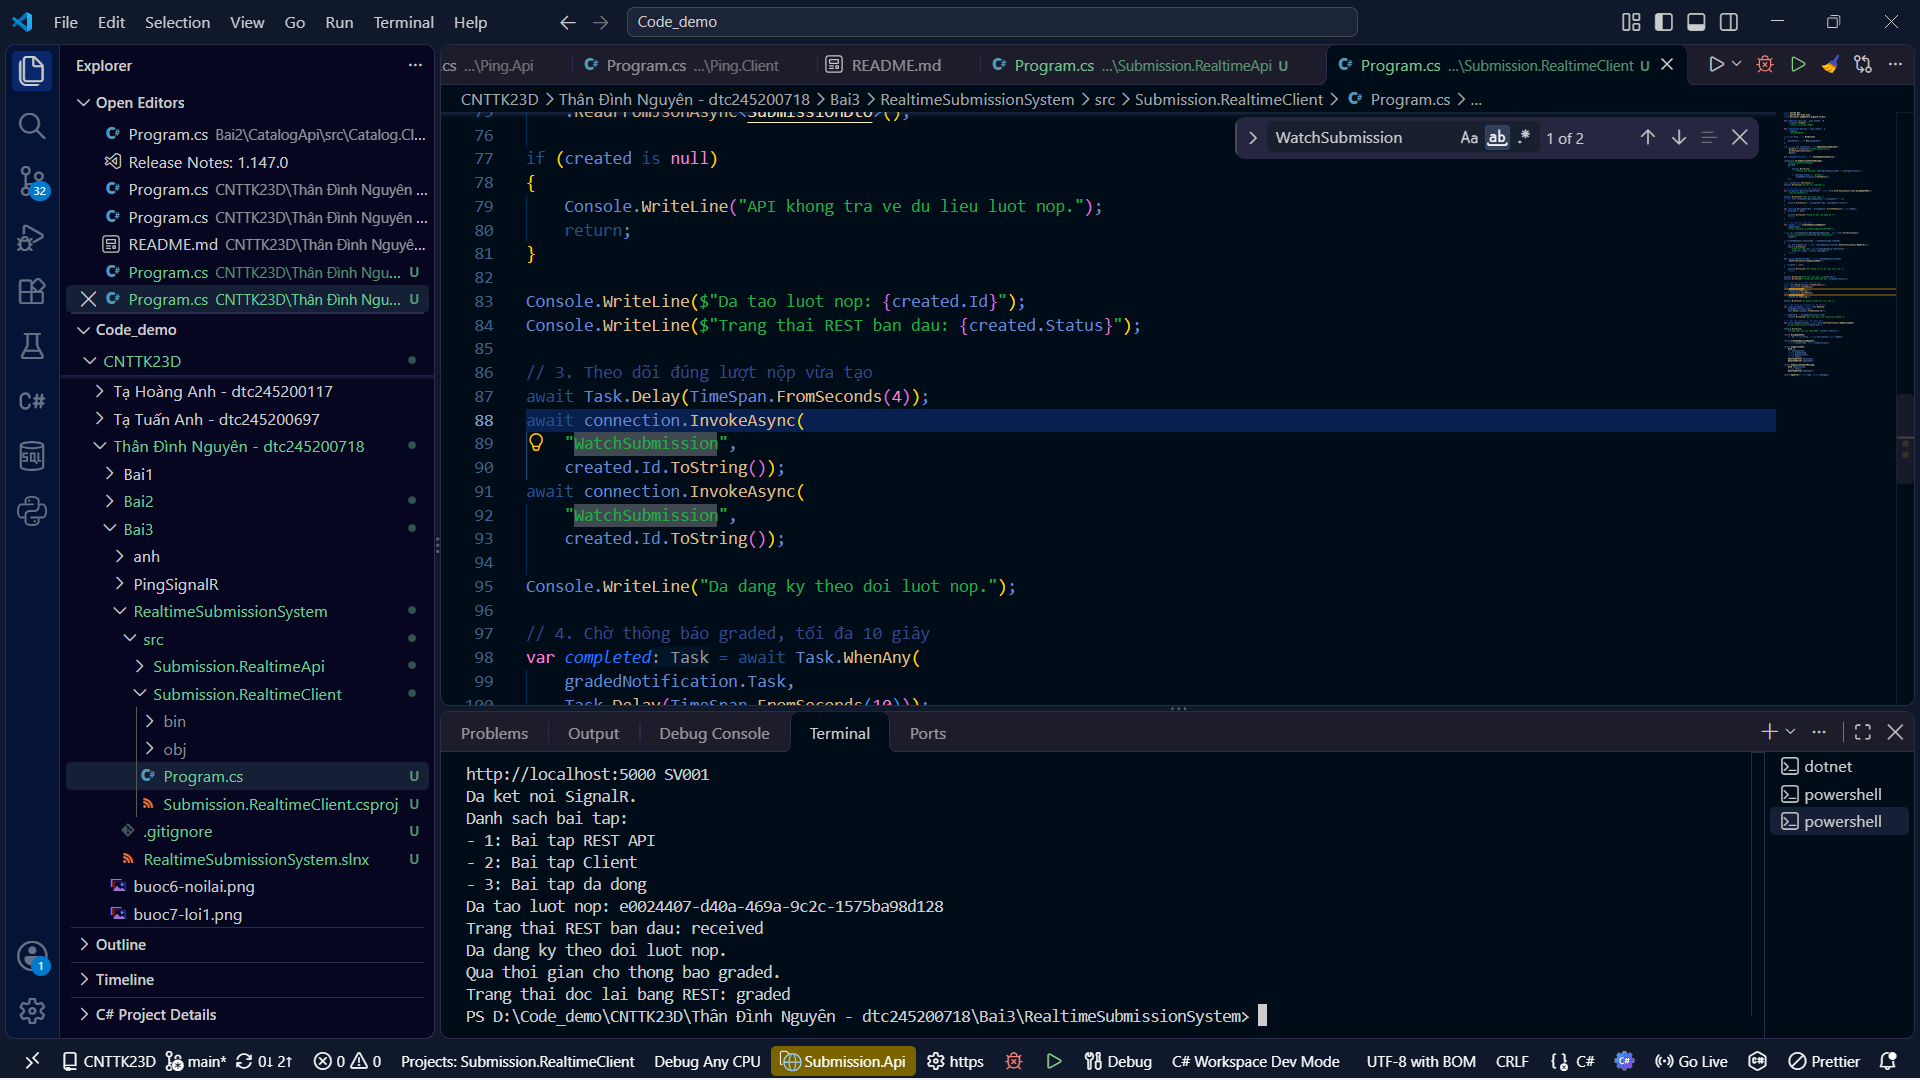 File Edit Selection View Go Run Terminal Help
Code_demo
Explorer
Open Editors
Program.cs Bai2\CatalogApi\src\Catalog.Cl...
Release Notes: 1.147.0
Program.cs CNTTK23D\Thân Đình Nguyên ...
Program.cs CNTTK23D\Thân Đình Nguyên ...
README.md CNTTK23D\Thân Đình Nguyê...
Program.cs CNTTK23D\Thân Đình Ngu... U
Program.cs CNTTK23D\Thân Đình Ngu... U
Code_demo
CNTTK23D
Tạ Hoàng Anh - dtc245200117
Tạ Tuấn Anh - dtc245200697
Thân Đình Nguyên - dtc245200718
Bai1
Bai2
Bai3
anh
PingSignalR
RealtimeSubmissionSystem
src
Submission.RealtimeApi
Submission.RealtimeClient
bin
obj
Program.cs U
Submission.RealtimeClient.csproj U
.gitignore U
RealtimeSubmissionSystem.slnx U
buoc6-noilai.png
buoc7-loi1.png
Outline
Timeline
C# Project Details
32
C#
SQL
1
.cs ...\Ping.Api
Program.cs ...\Ping.Client
README.md
Program.cs ...\Submission.RealtimeApi U
Program.cs ...\Submission.RealtimeClient U
CNTTK23D > Thân Đình Nguyên - dtc245200718 > Bai3 > RealtimeSubmissionSystem > src > Submission.RealtimeClient > Program.cs > ...
WatchSubmission Aa ab .* 1 of 2
75 .ReadFromJsonAsync<SubmissionDto>();
76
77 if (created is null)
78 {
79 Console.WriteLine("API khong tra ve du lieu luot nop.");
80 return;
81 }
82
83 Console.WriteLine($"Da tao luot nop: {created.Id}");
84 Console.WriteLine($"Trang thai REST ban dau: {created.Status}");
85
86 // 3. Theo dõi đúng lượt nộp vừa tạo
87 await Task.Delay(TimeSpan.FromSeconds(4));
88 await connection.InvokeAsync(
89 "WatchSubmission",
90 created.Id.ToString());
91 await connection.InvokeAsync(
92 "WatchSubmission",
93 created.Id.ToString());
94
95 Console.WriteLine("Da dang ky theo doi luot nop.");
96
97 // 4. Chờ thông báo graded, tối đa 10 giây
98 var completed: Task = await Task.WhenAny(
99 gradedNotification.Task,
100 Task.Delay(TimeSpan.FromSeconds(10)));
Problems Output Debug Console Terminal Ports
http://localhost:5000 SV001
Da ket noi SignalR.
Danh sach bai tap:
- 1: Bai tap REST API
- 2: Bai tap Client
- 3: Bai tap da dong
Da tao luot nop: e0024407-d40a-469a-9c2c-1575ba98d128
Trang thai REST ban dau: received
Da dang ky theo doi luot nop.
Qua thoi gian cho thong bao graded.
Trang thai doc lai bang REST: graded
PS D:\Code_demo\CNTTK23D\Thân Đình Nguyên - dtc245200718\Bai3\RealtimeSubmissionSystem>
dotnet
powershell
powershell
CNTTK23D main* 0↓ 2↑ 0 0 Projects: Submission.RealtimeClient Debug Any CPU Submission.Api https Debug C# Workspace Dev Mode UTF-8 with BOM CRLF {} C# Go Live Prettier